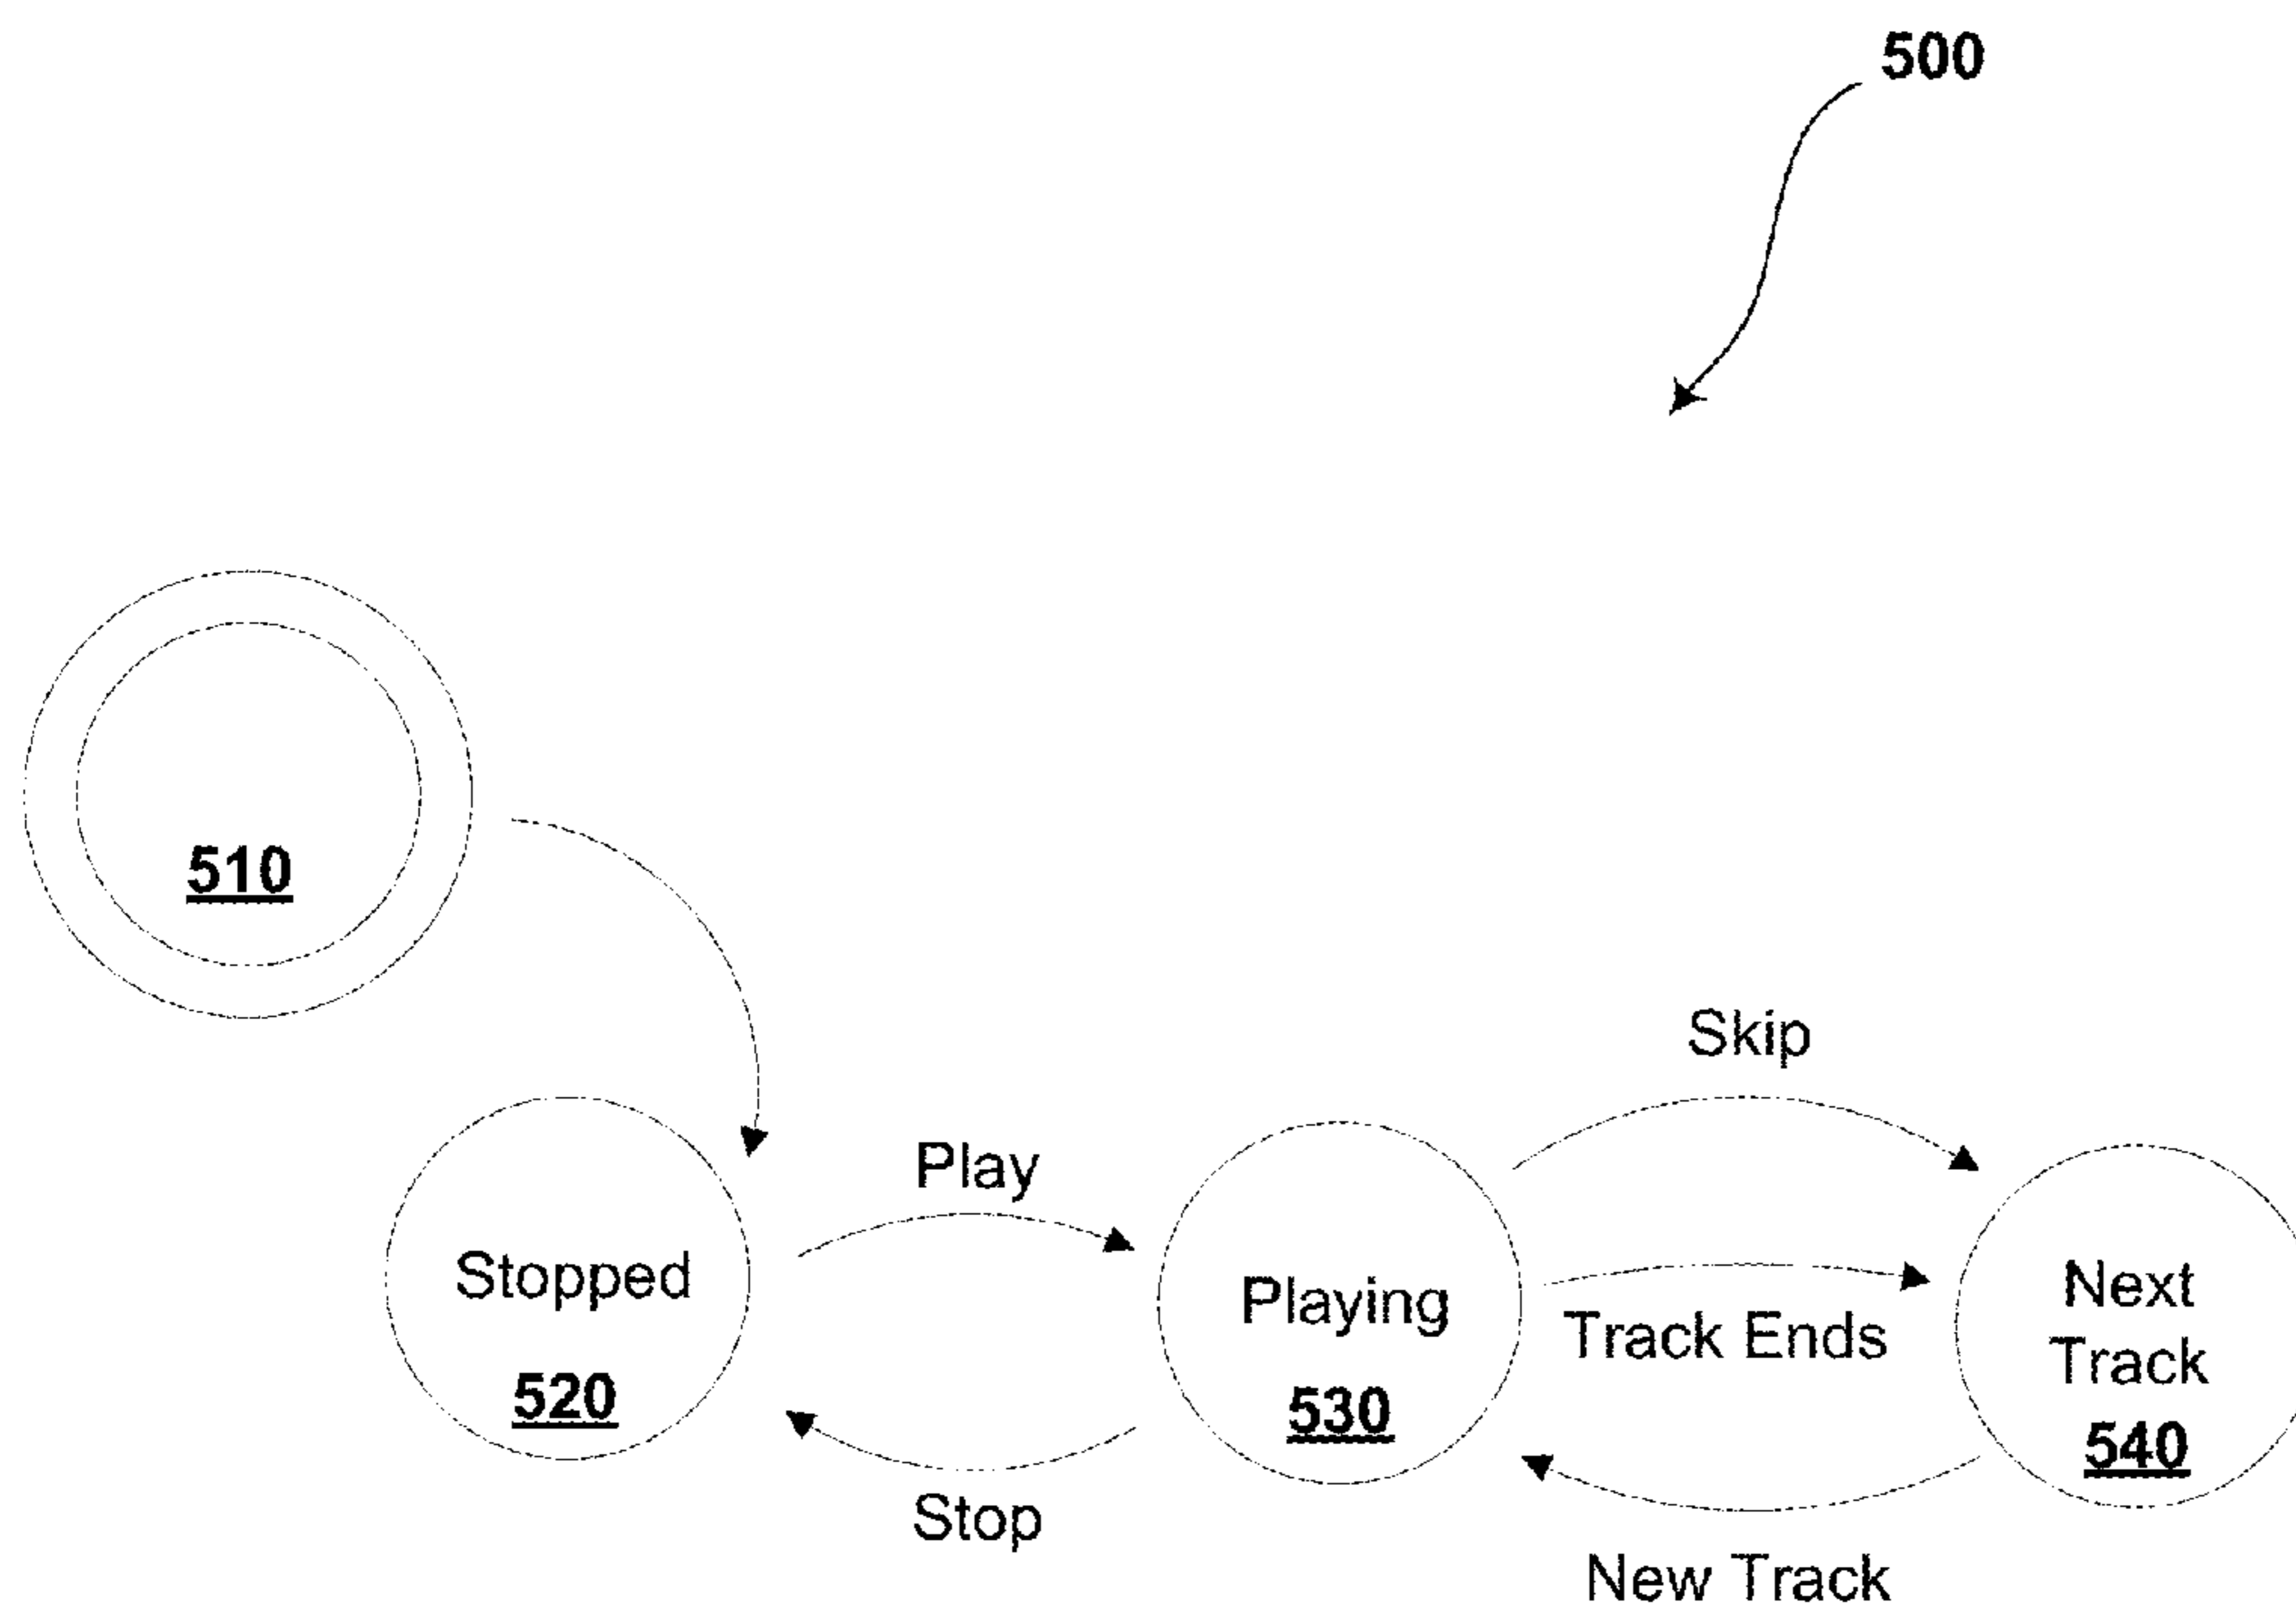 500
510
Skip
Play
Stopped
520
Playing
530
Track Ends
Next
Track
540
Stop
New Track